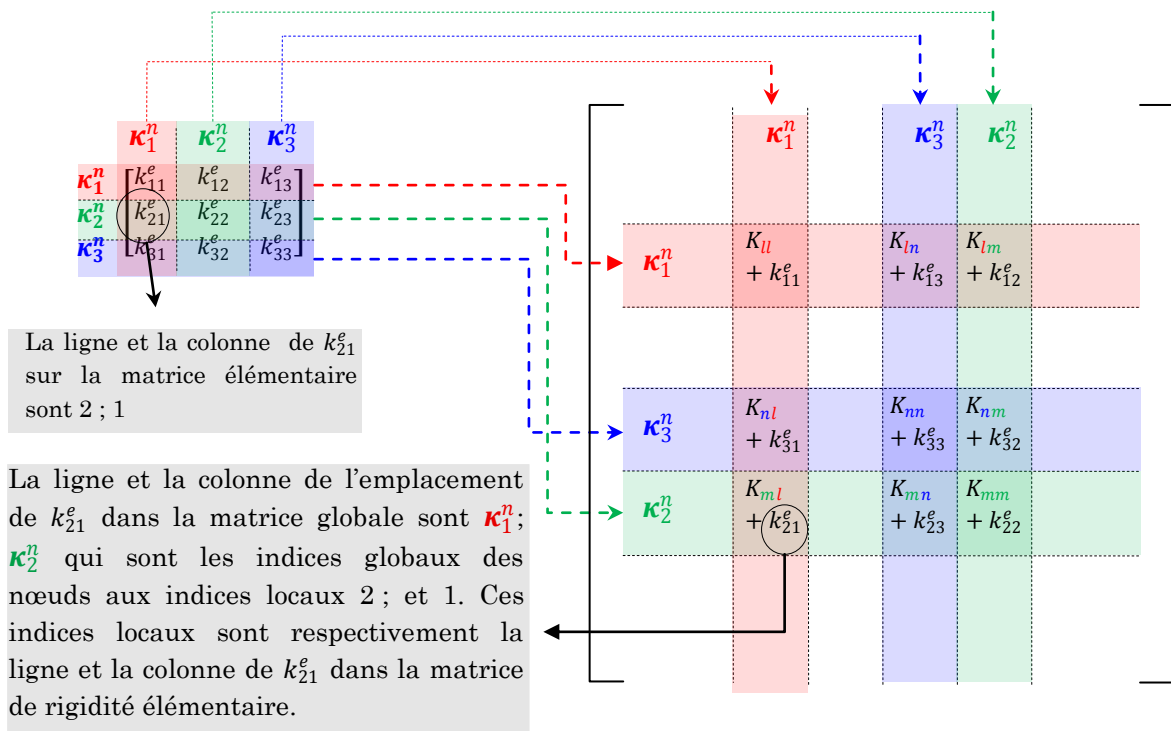 κ₁ⁿ κ₂ⁿ κ₃ⁿ
κ₁ⁿ k₁₁ᵉ k₁₂ᵉ k₁₃ᵉ
κ₂ⁿ k₂₁ᵉ k₂₂ᵉ k₂₃ᵉ
κ₃ⁿ k₃₁ᵉ k₃₂ᵉ k₃₃ᵉ
La ligne et la colonne de k₂₁ᵉ
sur la matrice élémentaire
sont 2 ; 1
La ligne et la colonne de l’emplacement
de k₂₁ᵉ dans la matrice globale sont κ₁ⁿ;
κ₂ⁿ qui sont les indices globaux des
nœuds aux indices locaux 2 ; et 1. Ces
indices locaux sont respectivement la
ligne et la colonne de k₂₁ᵉ dans la matrice
de rigidité élémentaire.
κ₁ⁿ κ₃ⁿ κ₂ⁿ
κ₁ⁿ
K_ll K_ln K_lm
+ k₁₁ᵉ + k₁₃ᵉ + k₁₂ᵉ
κ₃ⁿ
K_nl K_nn K_nm
+ k₃₁ᵉ + k₃₃ᵉ + k₃₂ᵉ
κ₂ⁿ
K_ml K_mn K_mm
+ k₂₁ᵉ + k₂₃ᵉ + k₂₂ᵉ